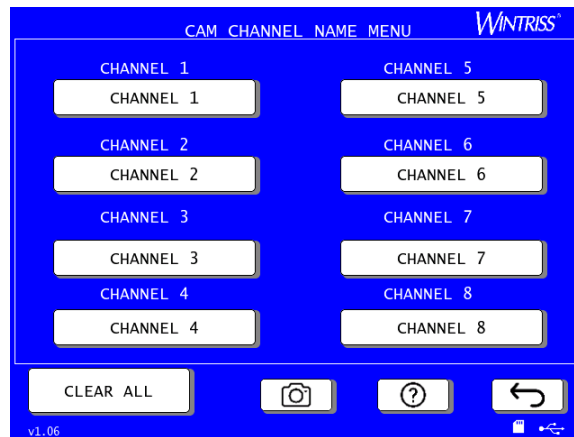 CAM CHANNEL NAME MENU
WINTRISS®
CHANNEL 1
CHANNEL 1
CHANNEL 2
CHANNEL 2
CHANNEL 3
CHANNEL 3
CHANNEL 4
CHANNEL 4
CHANNEL 5
CHANNEL 5
CHANNEL 6
CHANNEL 6
CHANNEL 7
CHANNEL 7
CHANNEL 8
CHANNEL 8
CLEAR ALL
?
v1.06